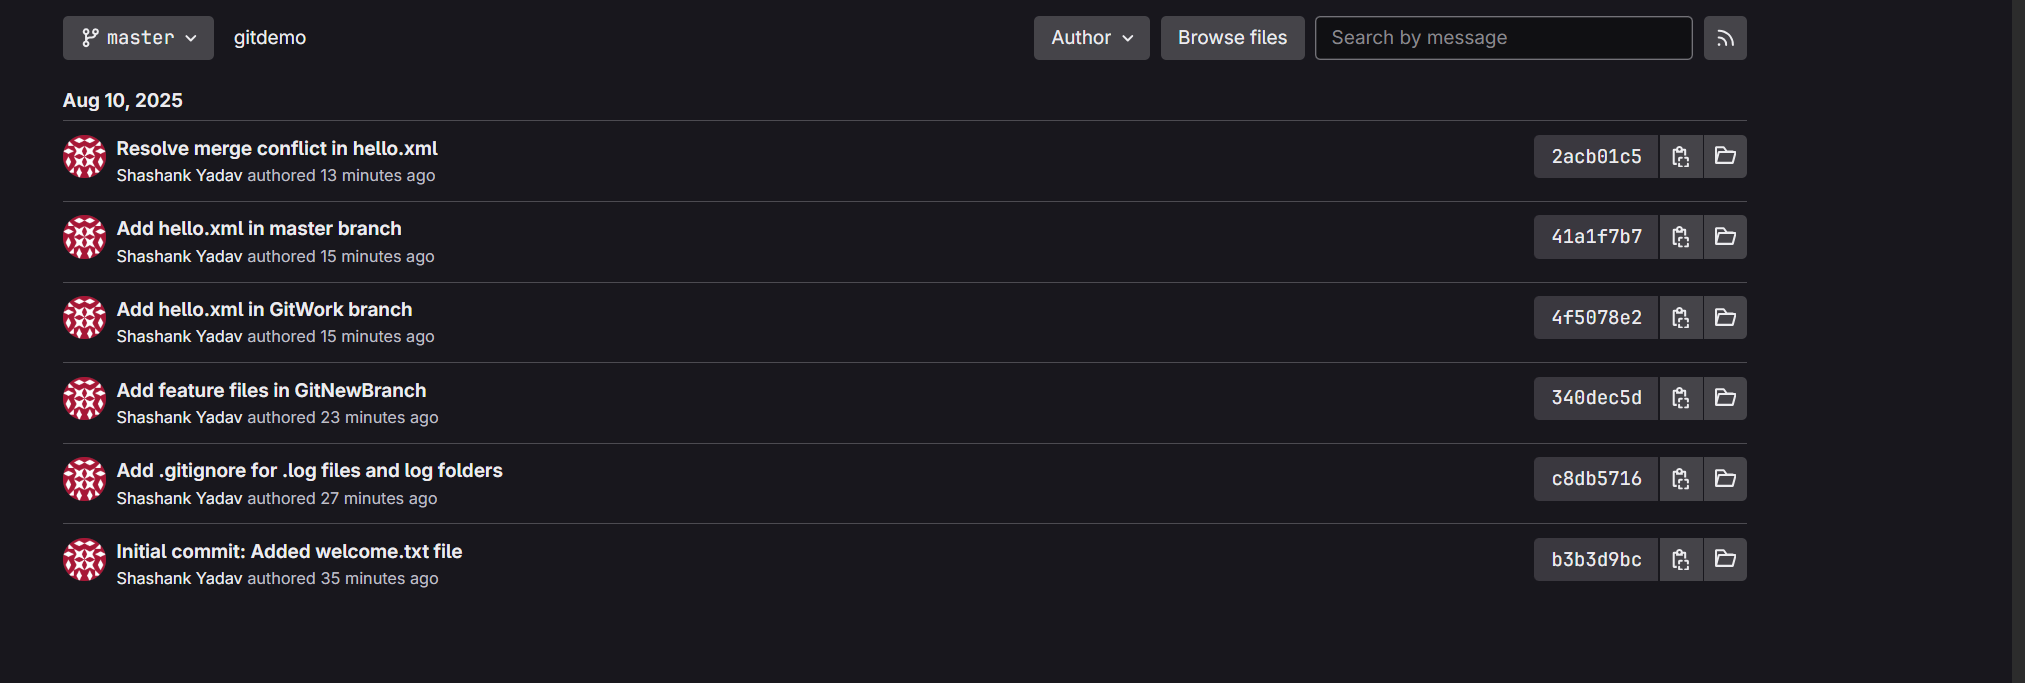 master gitdemo Author Browse files Search by message
Aug 10, 2025
Resolve merge conflict in hello.xml
Shashank Yadav authored 13 minutes ago
2acb01c5
Add hello.xml in master branch
Shashank Yadav authored 15 minutes ago
41a1f7b7
Add hello.xml in GitWork branch
Shashank Yadav authored 15 minutes ago
4f5078e2
Add feature files in GitNewBranch
Shashank Yadav authored 23 minutes ago
340dec5d
Add .gitignore for .log files and log folders
Shashank Yadav authored 27 minutes ago
c8db5716
Initial commit: Added welcome.txt file
Shashank Yadav authored 35 minutes ago
b3b3d9bc